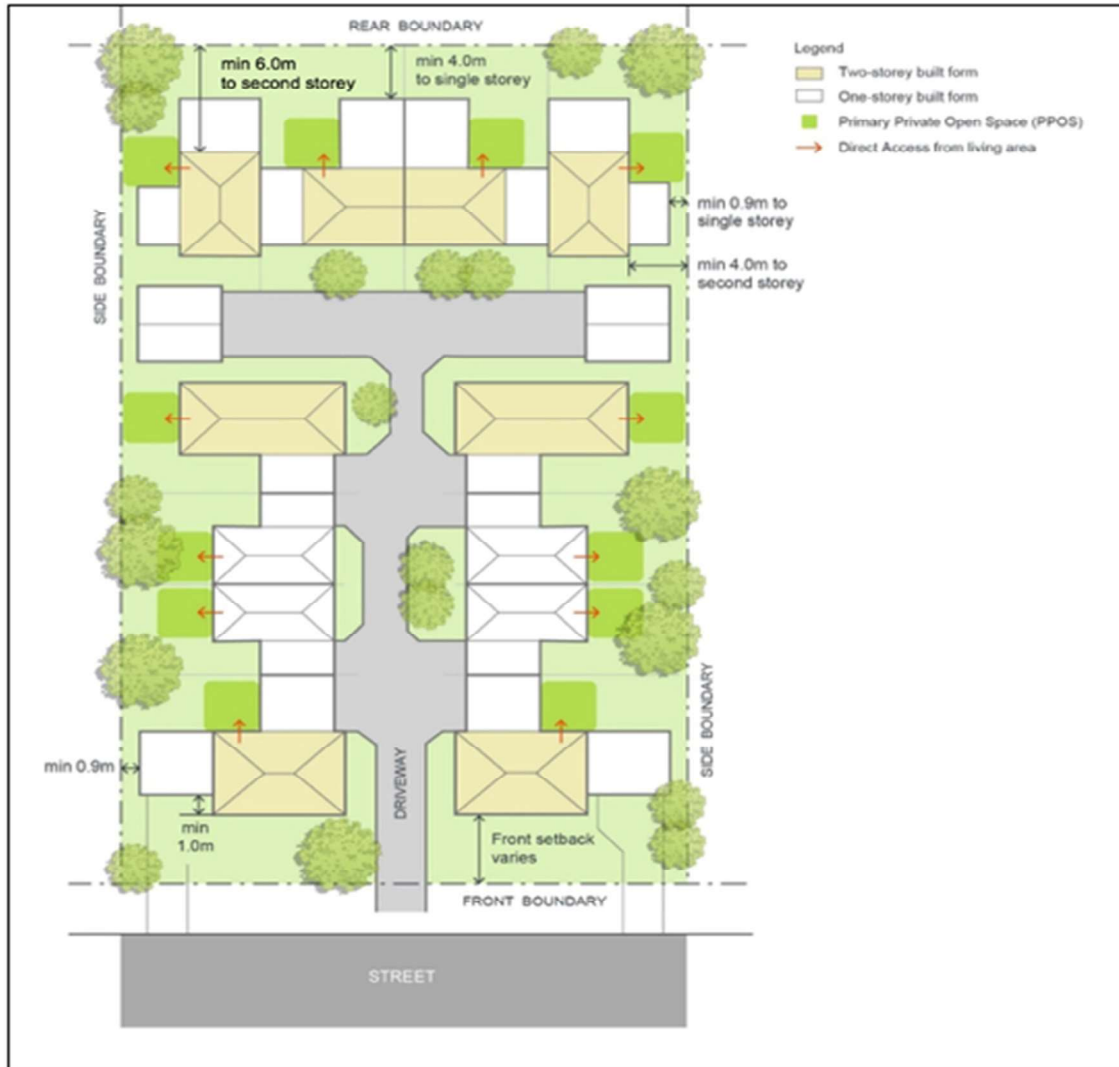 REAR BOUNDARY
min 6.0m
to second storey
min 4.0m
to single storey
Legend
Two-storey built form
One-storey built form
Primary Private Open Space (PPOS)
Direct Access from living area
SIDE BOUNDARY
min 0.9m to
single storey
min 4.0m to
second storey
SIDE BOUNDARY
min 0.9m
DRIVEWAY
min
1.0m
Front setback
varies
FRONT BOUNDARY
STREET